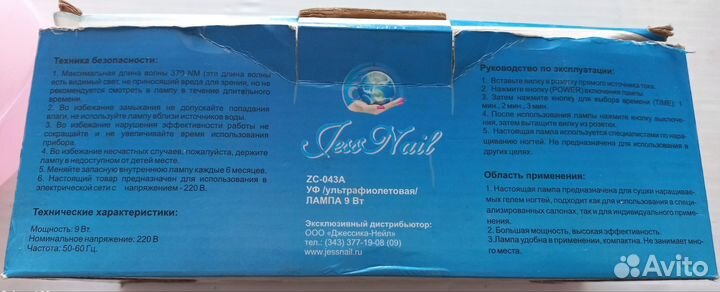 Техника безопасности:
1. Максимальная длина волны 370 NM (эта длина волны
есть видимый свет, не приносящий вреда для зрения, но не
рекомендуется смотреть в лампу в течение длительного
времени.
2. Во избежание замыкания не допускайте попадания
влаги, не используйте лампу вблизи источников воды.
3. Во избежание нарушения эффективности работы не
сокращайте и не увеличивайте время использования
прибора.
4. Во избежание несчастных случаев, пожалуйста, держите
лампу в недоступном от детей месте.
5. Меняйте запасную внутреннюю лампу каждые 6 месяцев.
6. Настоящий товар предназначен для использования в
электрической сети с напряжением - 220 В.
Технические характеристики:
Мощность: 9 Вт.
Номинальное напряжение: 220 В
Частота: 50-60 Гц.
Jess Nail
ZC-043A
УФ /ультрафиолетовая/
ЛАМПА 9 Вт
Эксклюзивный дистрибьютор:
ООО «Джессика-Нейл»
тел.: (343) 377-19-08 (09)
www.jessnail.ru
Руководство по эксплуатации:
1. Вставьте вилку в розетку прямого источника тока.
2 Нажмите кнопку (POWER) включения лампы
3. Затем нажмите кнопку для выбора времени (TIME): 1
мин., 2 мин., 3 мин.
4. После использования лампы нажмите кнопку выключе-
ния, затем вытащите вилку из розетки.
5. Настоящая лампа используется специалистами по нара-
щиванию ногтей. Не предназначена для использования в
других целях.
Область применения:
1. Настоящая лампа предназначена для сушки наращивае-
мых гелем ногтей, подходит как для использования в спе-
циализированных салонах, так и для индивидуального приме-
нения.
2. Большая мощность, высокая эффективность.
3.Лампа удобна в применении, компактна. Не занимает мно-
го места.
Avito